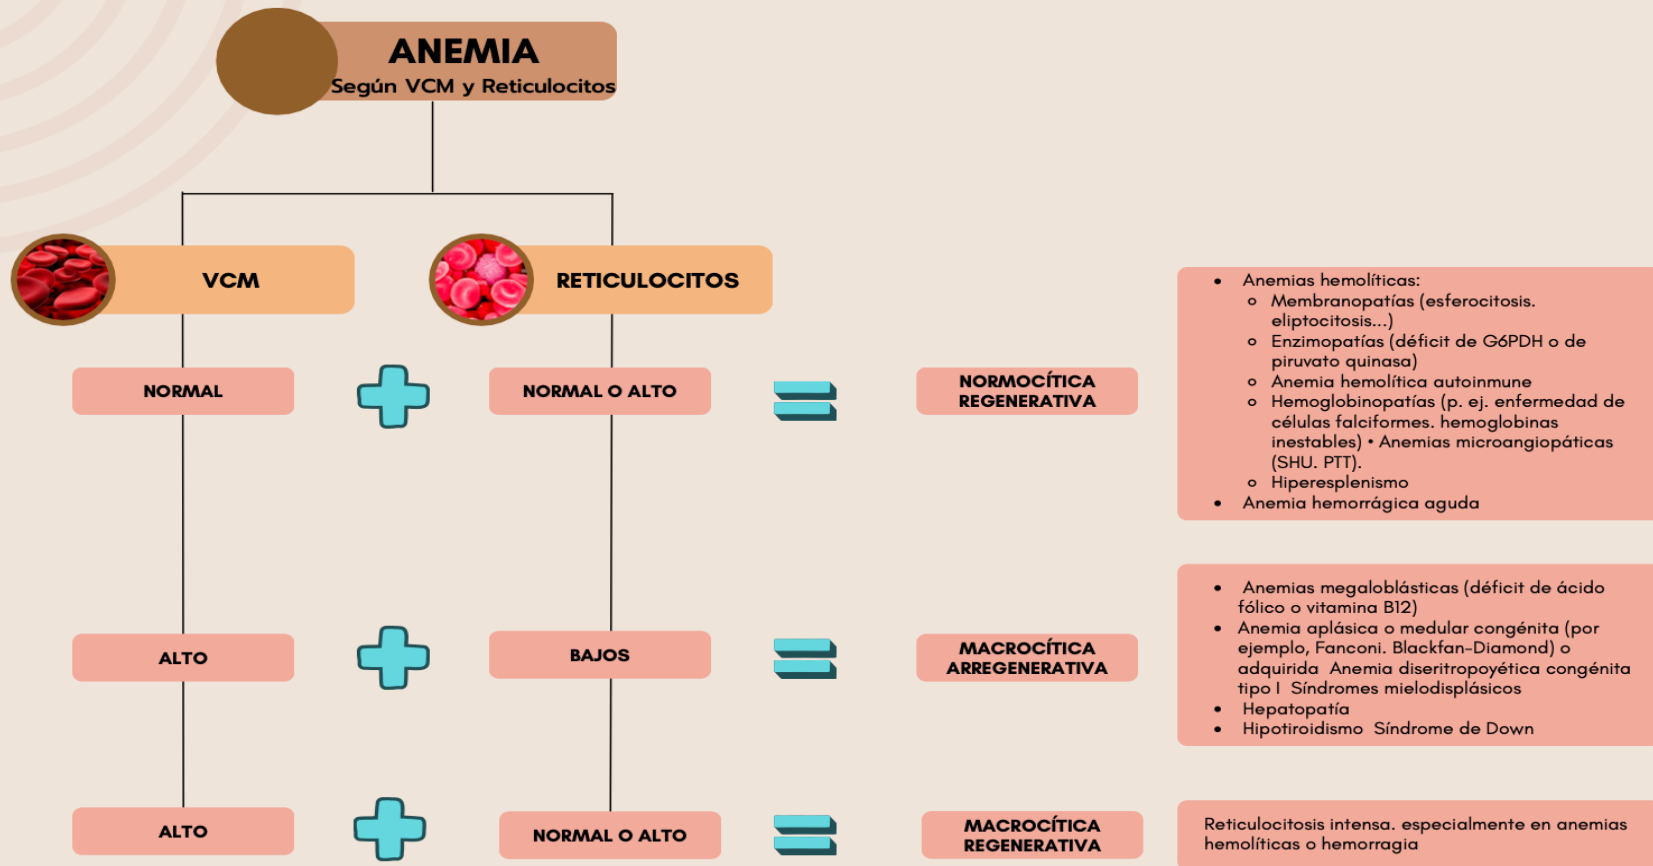 ANEMIA
Según VCM y Reticulocitos
VCM
RETICULOCITOS
NORMAL
NORMAL O ALTO
NORMOCÍTICA
REGENERATIVA
• Anemias hemolíticas:
o Membranopatías (esferocitosis.
eliptocitosis...)
o Enzimopatías (déficit de G6PDH o de
piruvato quinasa)
o Anemia hemolítica autoinmune
o Hemoglobinopatías (p. ej. enfermedad de
células falciformes. hemoglobinas
inestables) • Anemias microangiopáticas
(SHU. PTT).
o Hiperesplenismo
• Anemia hemorrágica aguda
ALTO
BAJOS
MACROCÍTICA
ARREGENERATIVA
• Anemias megaloblásticas (déficit de ácido
fólico o vitamina B12)
• Anemia aplásica o medular congénita (por
ejemplo, Fanconi. Blackfan-Diamond) o
adquirida Anemia diseritropoyética congénita
tipo I Síndromes mielodisplásicos
• Hepatopatía
• Hipotiroidismo Síndrome de Down
ALTO
NORMAL O ALTO
MACROCÍTICA
REGENERATIVA
Reticulocitosis intensa. especialmente en anemias
hemolíticas o hemorragia